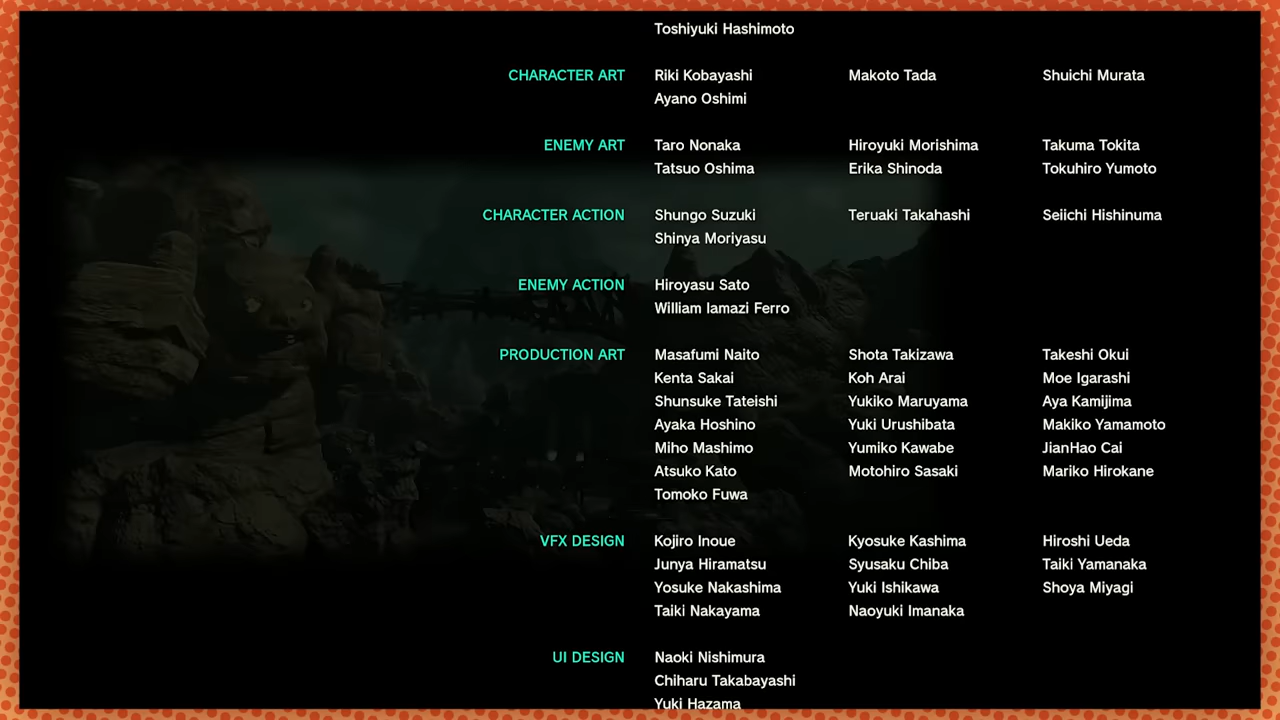 Toshiyuki Hashimoto
CHARACTER ART Riki Kobayashi Makoto Tada Shuichi Murata
Ayano Oshimi
ENEMY ART Taro Nonaka Hiroyuki Morishima Takuma Tokita
Tatsuo Oshima Erika Shinoda Tokuhiro Yumoto
CHARACTER ACTION Shungo Suzuki Teruaki Takahashi Seiichi Hishinuma
Shinya Moriyasu
ENEMY ACTION Hiroyasu Sato
William Iamazi Ferro
PRODUCTION ART Masafumi Naito Shota Takizawa Takeshi Okui
Kenta Sakai Koh Arai Moe Igarashi
Shunsuke Tateishi Yukiko Maruyama Aya Kamijima
Ayaka Hoshino Yuki Urushibata Makiko Yamamoto
Miho Mashimo Yumiko Kawabe JianHao Cai
Atsuko Kato Motohiro Sasaki Mariko Hirokane
Tomoko Fuwa
VFX DESIGN Kojiro Inoue Kyosuke Kashima Hiroshi Ueda
Junya Hiramatsu Syusaku Chiba Taiki Yamanaka
Yosuke Nakashima Yuki Ishikawa Shoya Miyagi
Taiki Nakayama Naoyuki Imanaka
UI DESIGN Naoki Nishimura
Chiharu Takabayashi
Yuki Hazama